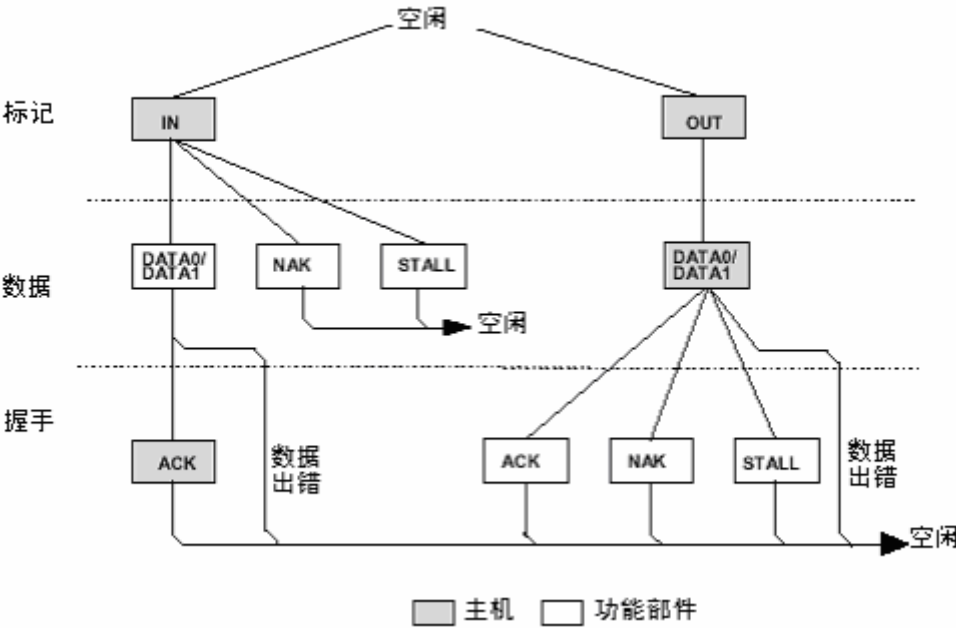 空闲
标记
IN
OUT
数据
DATA0/
DATA1
NAK
STALL
DATA0/
DATA1
空闲
握手
ACK
数据
出错
ACK
NAK
STALL
数据
出错
空闲
主机
功能部件